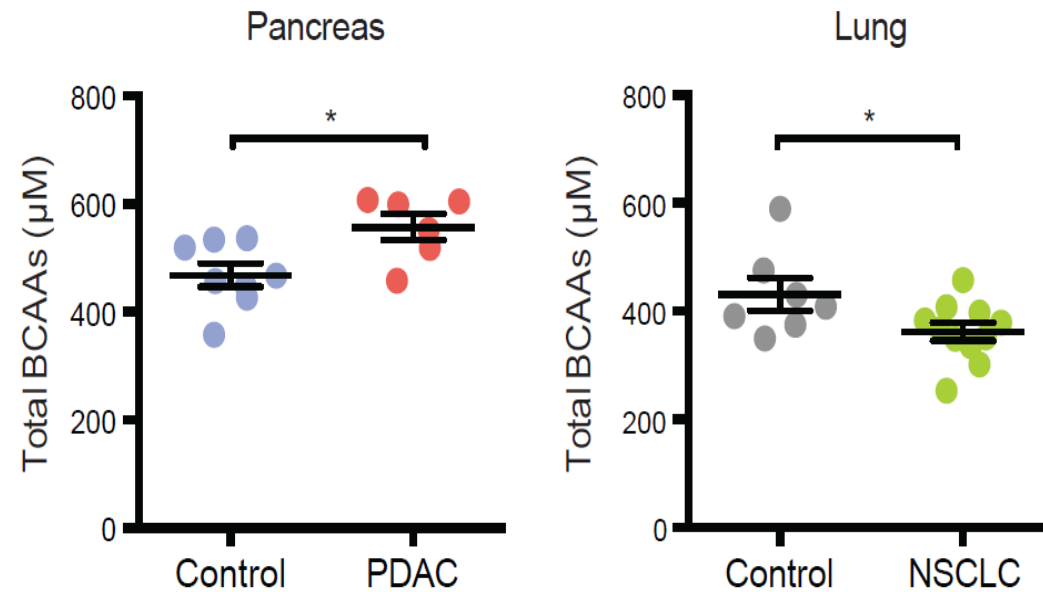 Pancreas
Total BCAAs (µM)
800
600
400
200
0
*
Control
PDAC
Lung
Total BCAAs (µM)
800
600
400
200
0
*
Control
NSCLC